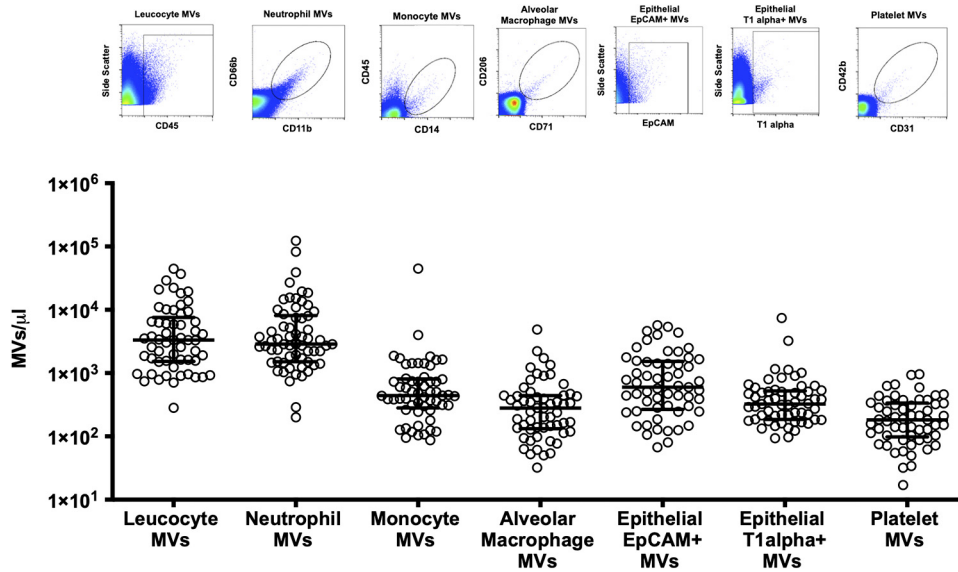 Leucocyte MVs
Side Scatter
CD45
Neutrophil MVs
CD66b
CD11b
Monocyte MVs
CD45
CD14
Alveolar
Macrophage MVs
CD206
CD71
Epithelial
EpCAM+ MVs
Side Scatter
EpCAM
Epithelial
T1 alpha+ MVs
Side Scatter
T1 alpha
Platelet MVs
CD42b
CD31
MVs/µl
1×10⁶
1×10⁵
1×10⁴
1×10³
1×10²
1×10¹
Leucocyte
MVs
Neutrophil
MVs
Monocyte
MVs
Alveolar
Macrophage
MVs
Epithelial
EpCAM+
MVs
Epithelial
T1alpha+
MVs
Platelet
MVs